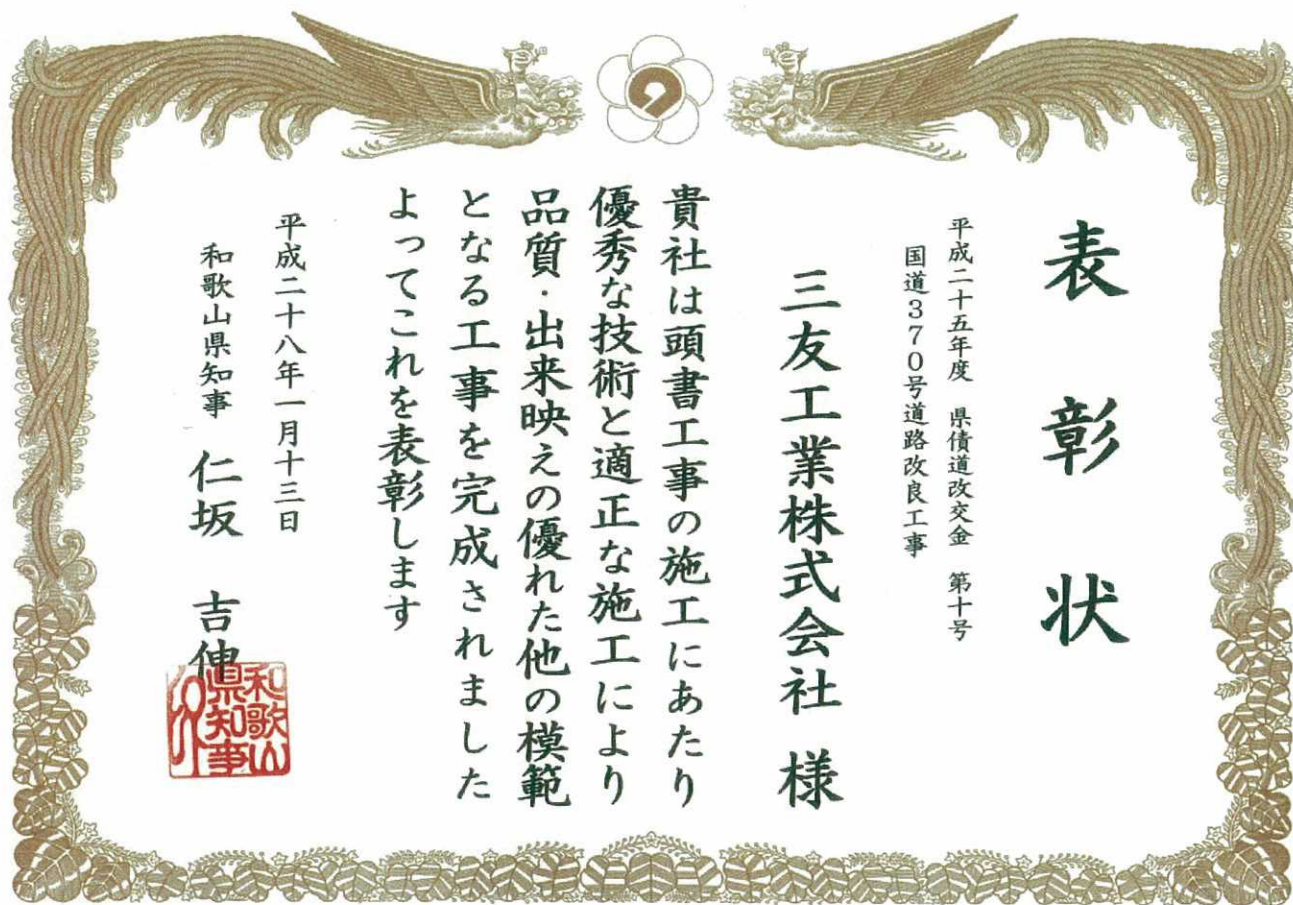 表彰状
平成二十五年度 県債道改交金 第十号
国道370号道路改良工事
三友工業株式会社 様
貴社は頭書工事の施工にあたり
優秀な技術と適正な施工により
品質・出来映えの優れた他の模範
となる工事を完成されました
よってこれを表彰します
平成二十八年一月十三日
和歌山県知事 仁坂 吉伸
和歌山
県知事
之印